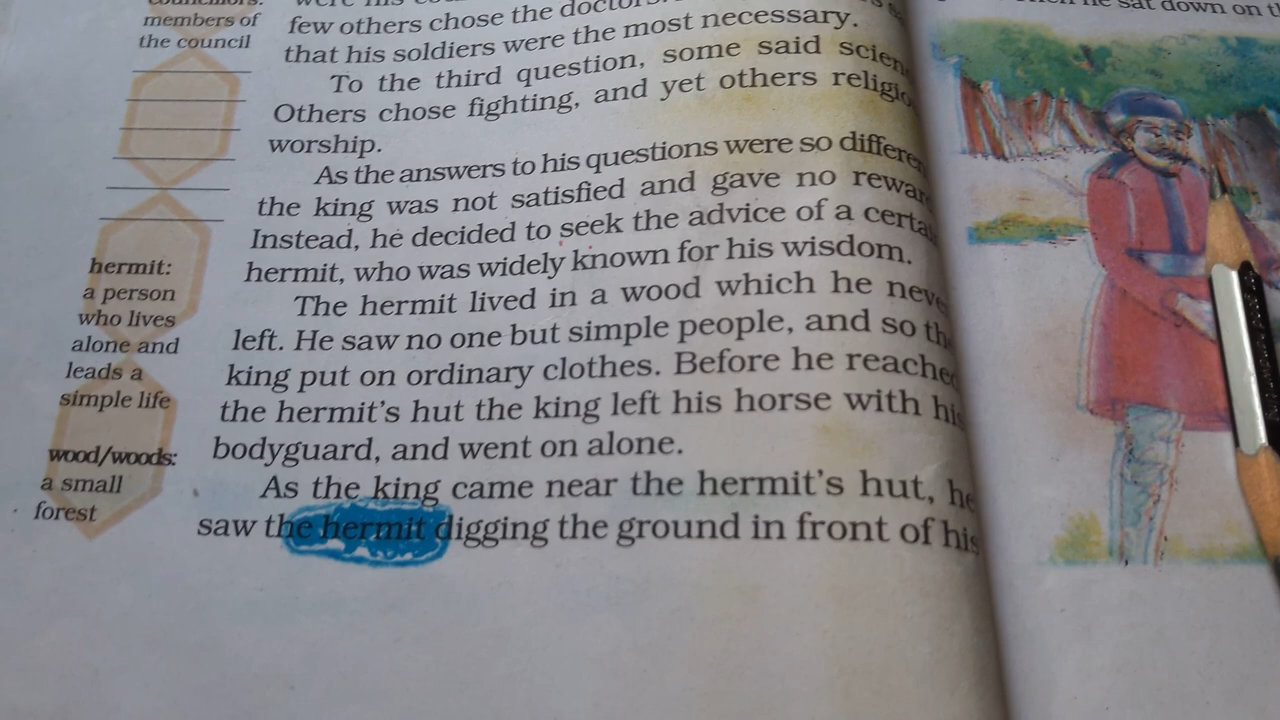 members of
the council
hermit:
a person
who lives
alone and
leads a
simple life
wood/woods:
a small
forest
few others chose the
that his soldiers were the most necessary.
To the third question, some said
Others chose fighting, and yet others
worship.
As the answers to his questions were so
the king was not satisfied and gave no
Instead, he decided to seek the advice of a
hermit, who was widely known for his wisdom.
The hermit lived in a wood which he
left. He saw no one but simple people, and so
king put on ordinary clothes. Before he
the hermit's hut the king left his horse with
bodyguard, and went on alone.
As the king came near the hermit's hut, he
saw the hermit digging the ground in front of his
he sat down on